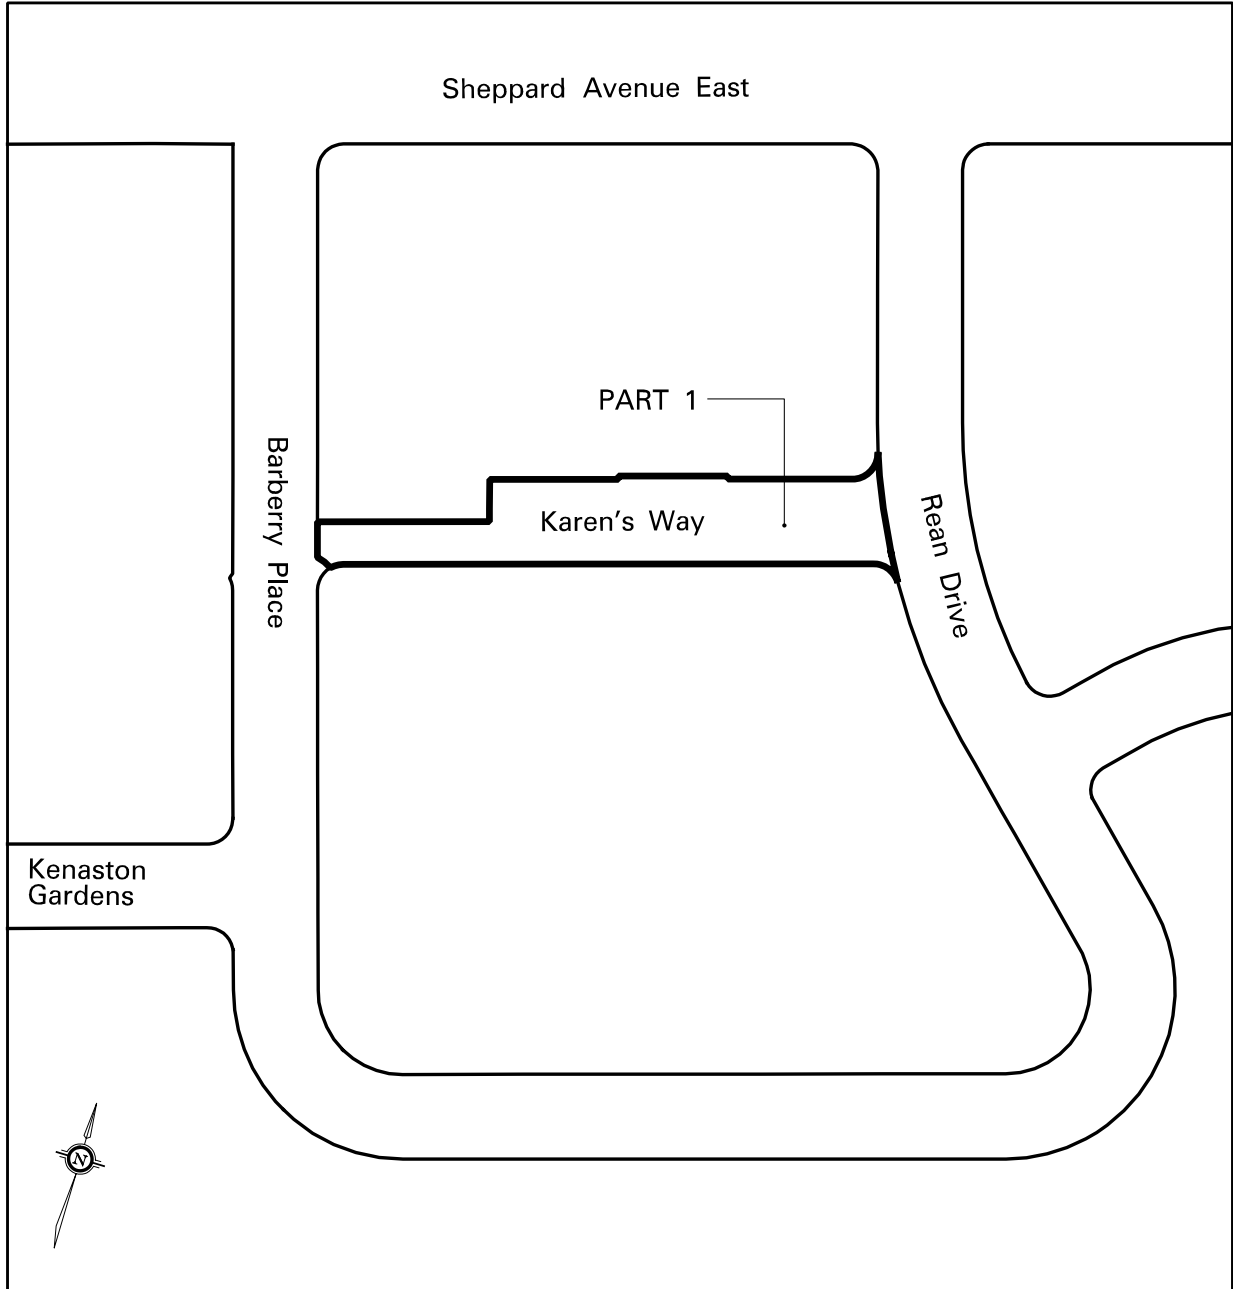 Sheppard Avenue East
PART 1
Barberry Place
Karen's Way
Rean Drive
Kenaston
Gardens
N